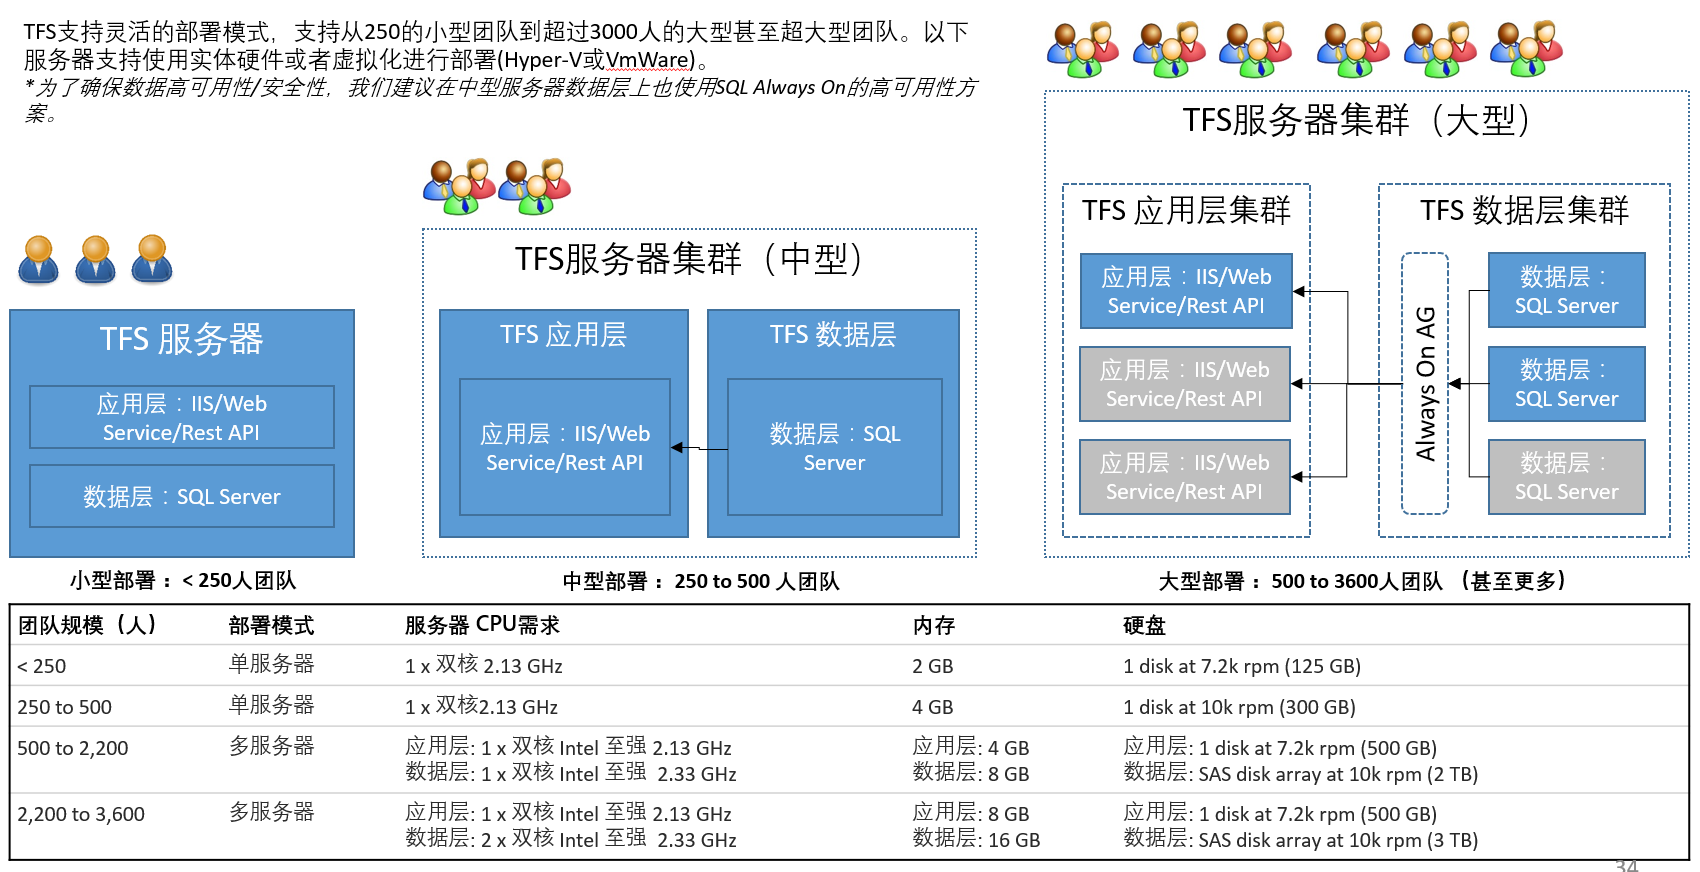 TFS支持灵活的部署模式，支持从250的小型团队到超过3000人的大型甚至超大型团队。以下
服务器支持使用实体硬件或者虚拟化进行部署(Hyper-V或VmWare)。
*为了确保数据高可用性/安全性，我们建议在中型服务器数据层上也使用SQL Always On的高可用性方
案。
TFS 服务器
应用层：IIS/Web
Service/Rest API
数据层：SQL Server
小型部署：< 250人团队
TFS服务器集群（中型）
TFS 应用层
应用层：IIS/Web
Service/Rest API
TFS 数据层
数据层：SQL
Server
中型部署：250 to 500 人团队
TFS服务器集群（大型）
TFS 应用层集群
应用层：IIS/Web
Service/Rest API
应用层：IIS/Web
Service/Rest API
应用层：IIS/Web
Service/Rest API
TFS 数据层集群
Always On AG
数据层：
SQL Server
数据层：
SQL Server
数据层：
SQL Server
大型部署：500 to 3600人团队 （甚至更多）
团队规模（人） 部署模式 服务器 CPU需求 内存 硬盘
< 250 单服务器 1 x 双核 2.13 GHz 2 GB 1 disk at 7.2k rpm (125 GB)
250 to 500 单服务器 1 x 双核2.13 GHz 4 GB 1 disk at 10k rpm (300 GB)
500 to 2,200 多服务器 应用层: 1 x 双核 Intel 至强 2.13 GHz 应用层: 4 GB 应用层: 1 disk at 7.2k rpm (500 GB)
数据层: 1 x 双核 Intel 至强 2.33 GHz 数据层: 8 GB 数据层: SAS disk array at 10k rpm (2 TB)
2,200 to 3,600 多服务器 应用层: 1 x 双核 Intel 至强 2.13 GHz 应用层: 8 GB 应用层: 1 disk at 7.2k rpm (500 GB)
数据层: 2 x 双核 Intel 至强 2.33 GHz 数据层: 16 GB 数据层: SAS disk array at 10k rpm (3 TB)
34